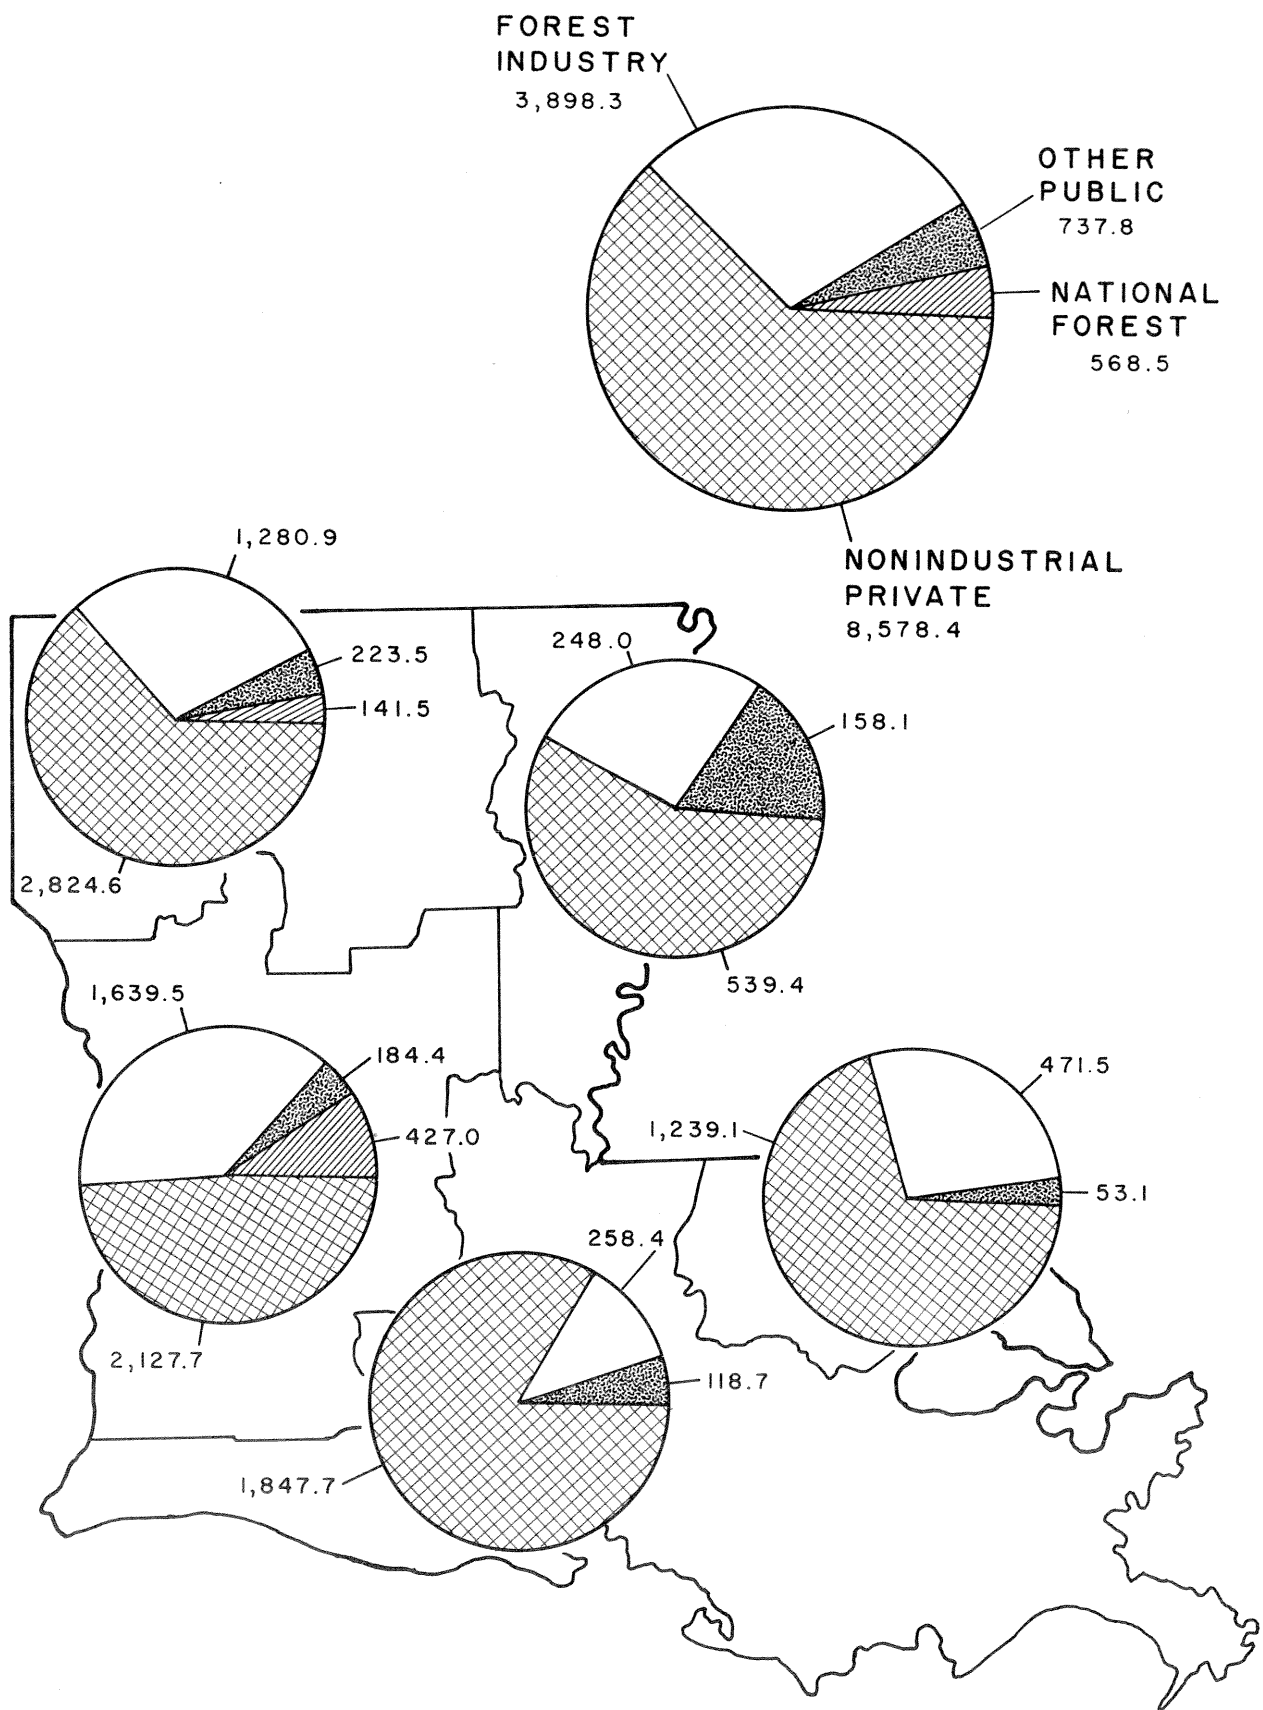 FOREST
INDUSTRY
3,898.3
OTHER
PUBLIC
737.8
NATIONAL
FOREST
568.5
NONINDUSTRIAL
PRIVATE
8,578.4
1,280.9
223.5
141.5
2,824.6
248.0
158.1
539.4
1,639.5
184.4
427.0
2,127.7
471.5
1,239.1
53.1
258.4
118.7
1,847.7